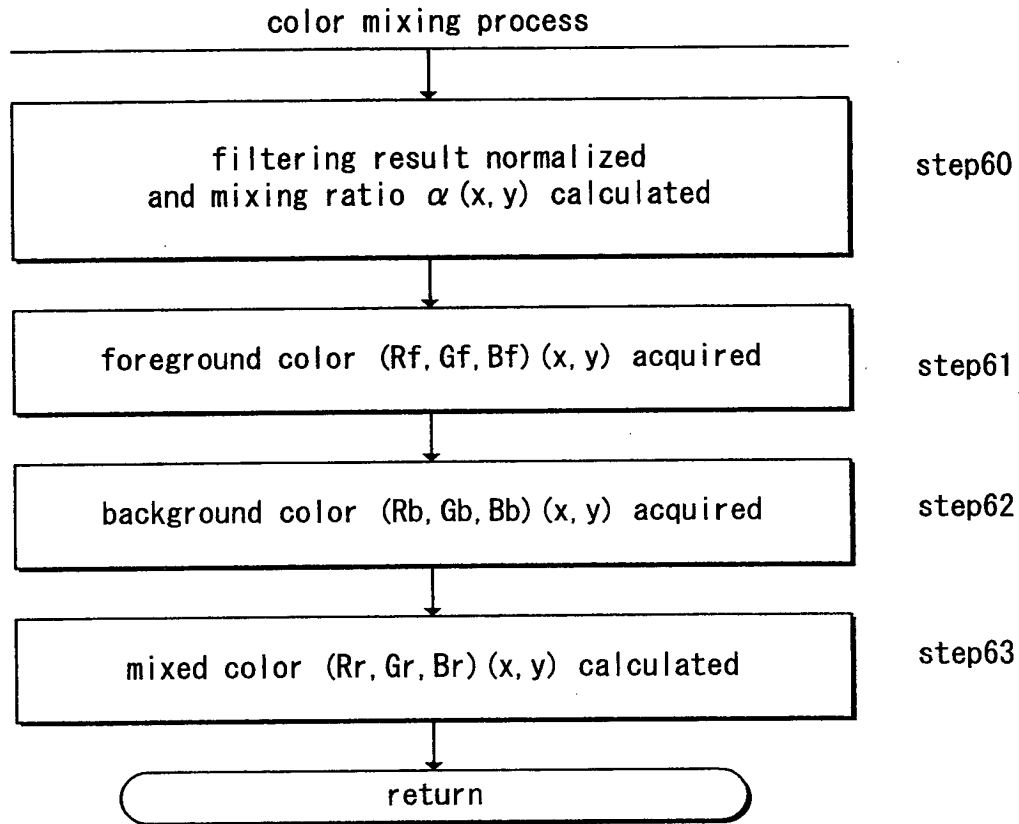 color mixing process
filtering result normalized
and mixing ratio α(x,y) calculated
step60
foreground color (Rf,Gf,Bf)(x,y) acquired
step61
background color (Rb,Gb,Bb)(x,y) acquired
step62
mixed color (Rr,Gr,Br)(x,y) calculated
step63
return